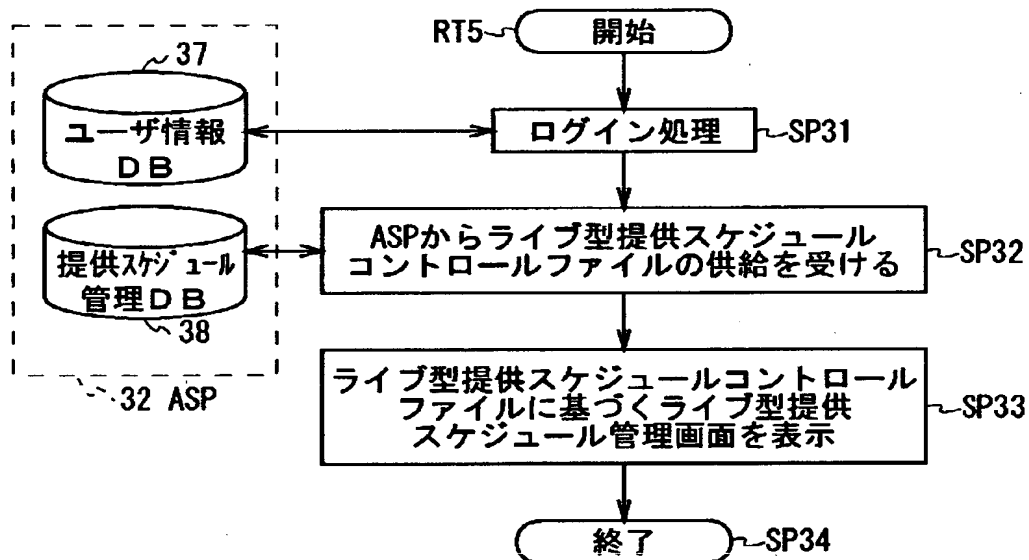 RT5
開始
37
ユーザ情報
ＤＢ
ログイン処理
SP31
提供スケジュール
管理ＤＢ
38
32 ASP
ASPからライブ型提供スケジュール
コントロールファイルの供給を受ける
SP32
ライブ型提供スケジュールコントロール
ファイルに基づくライブ型提供
スケジュール管理画面を表示
SP33
終了
SP34